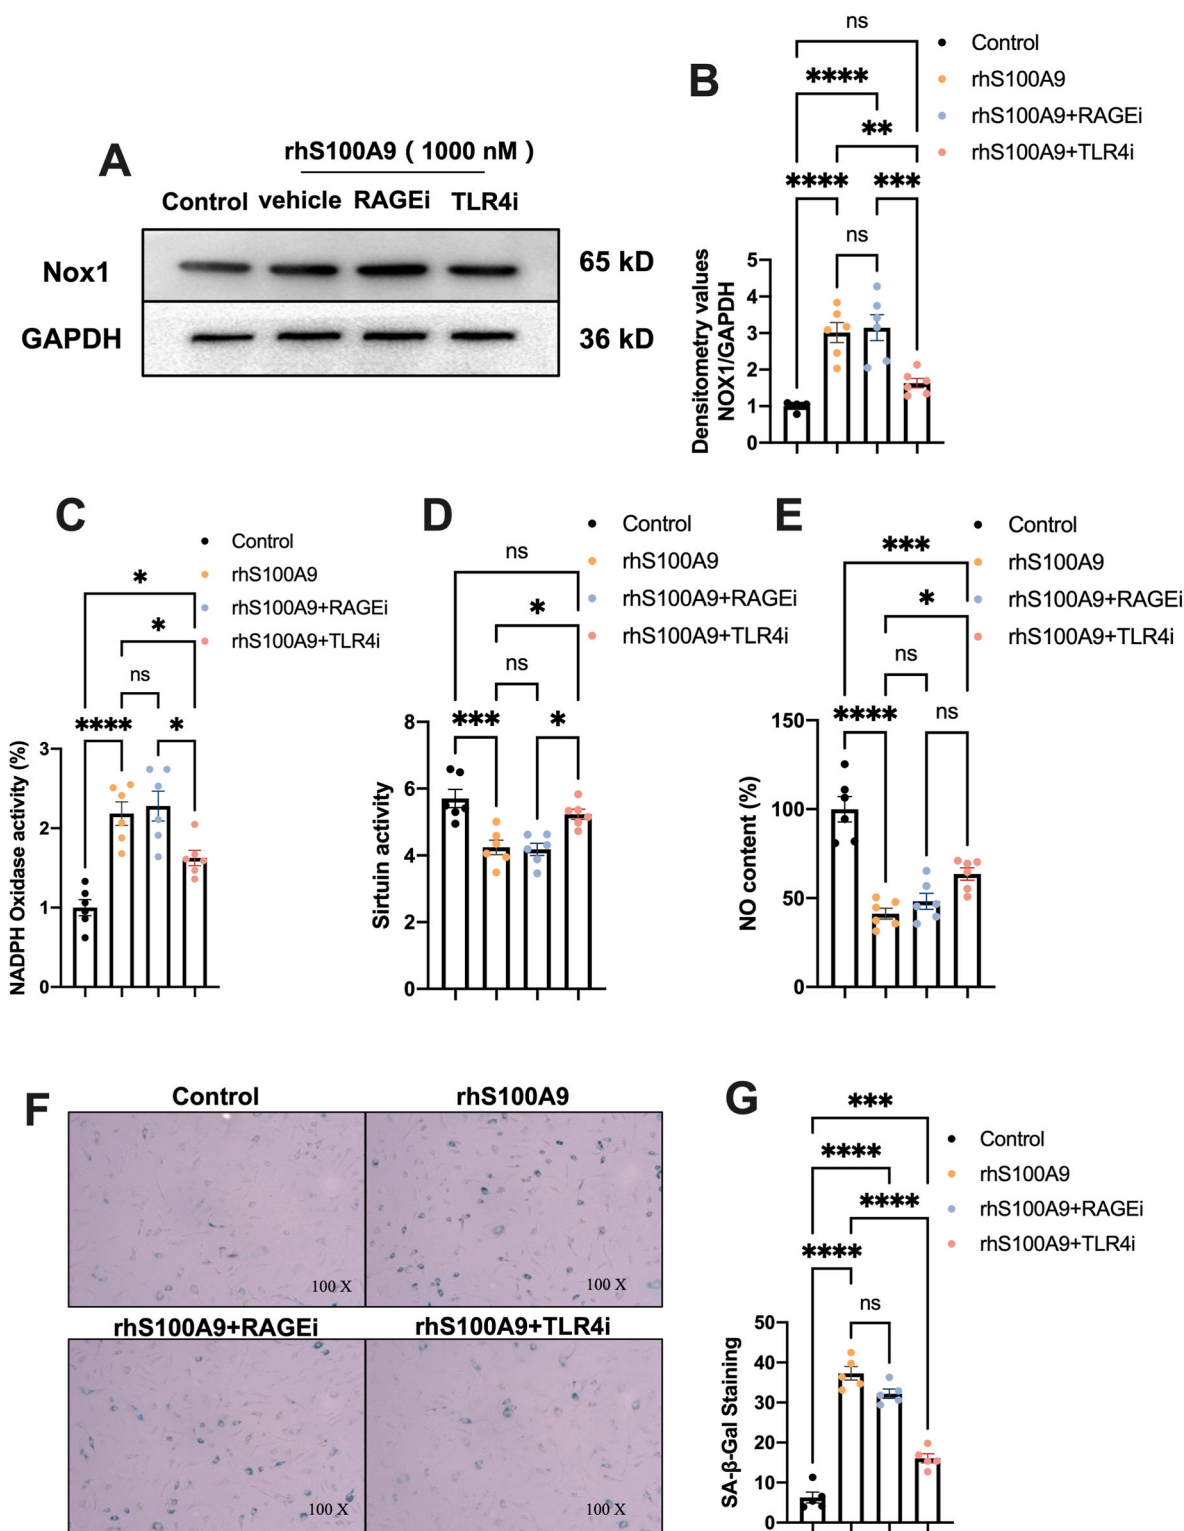 A
rhS100A9 ( 1000 nM )
Control vehicle RAGEi TLR4i
Nox1
65 kD
GAPDH
36 kD
B
ns
****
**
**** ***
ns
Control
rhS100A9
rhS100A9+RAGEi
rhS100A9+TLR4i
Densitometry values
NOX1/GAPDH
5
4
3
2
1
0
C
Control
rhS100A9
rhS100A9+RAGEi
rhS100A9+TLR4i
*
*
ns
**** *
NADPH Oxidase activity (%)
3
2
1
0
D
Control
rhS100A9
rhS100A9+RAGEi
rhS100A9+TLR4i
ns
*
ns
*** *
Sirtuin activity
8
6
4
2
0
E
Control
rhS100A9
rhS100A9+RAGEi
rhS100A9+TLR4i
***
*
ns
**** ns
NO content (%)
150
100
50
0
F
Control
rhS100A9
100 X
100 X
rhS100A9+RAGEi
rhS100A9+TLR4i
100 X
100 X
G
***
****
****
****
ns
Control
rhS100A9
rhS100A9+RAGEi
rhS100A9+TLR4i
SA-β-Gal Staining
50
40
30
20
10
0